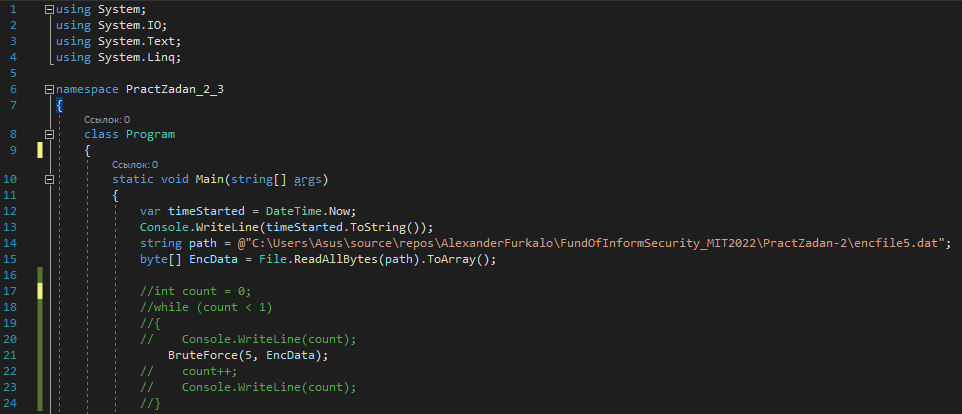 1 using System;
2 using System.IO;
3 using System.Text;
4 using System.Linq;
5
6 namespace PractZadan_2_3
7 {
Ссылок: 0
8 class Program
9 {
Ссылок: 0
10 static void Main(string[] args)
11 {
12 var timeStarted = DateTime.Now;
13 Console.WriteLine(timeStarted.ToString());
14 string path = @"C:\Users\Asus\source\repos\AlexanderFurkalo\FundOfInformSecurity_MIT2022\PractZadan-2\encfile5.dat";
15 byte[] EncData = File.ReadAllBytes(path).ToArray();
16
17 //int count = 0;
18 //while (count < 1)
19 //{
20 //    Console.WriteLine(count);
21 BruteForce(5, EncData);
22 //    count++;
23 //    Console.WriteLine(count);
24 //}